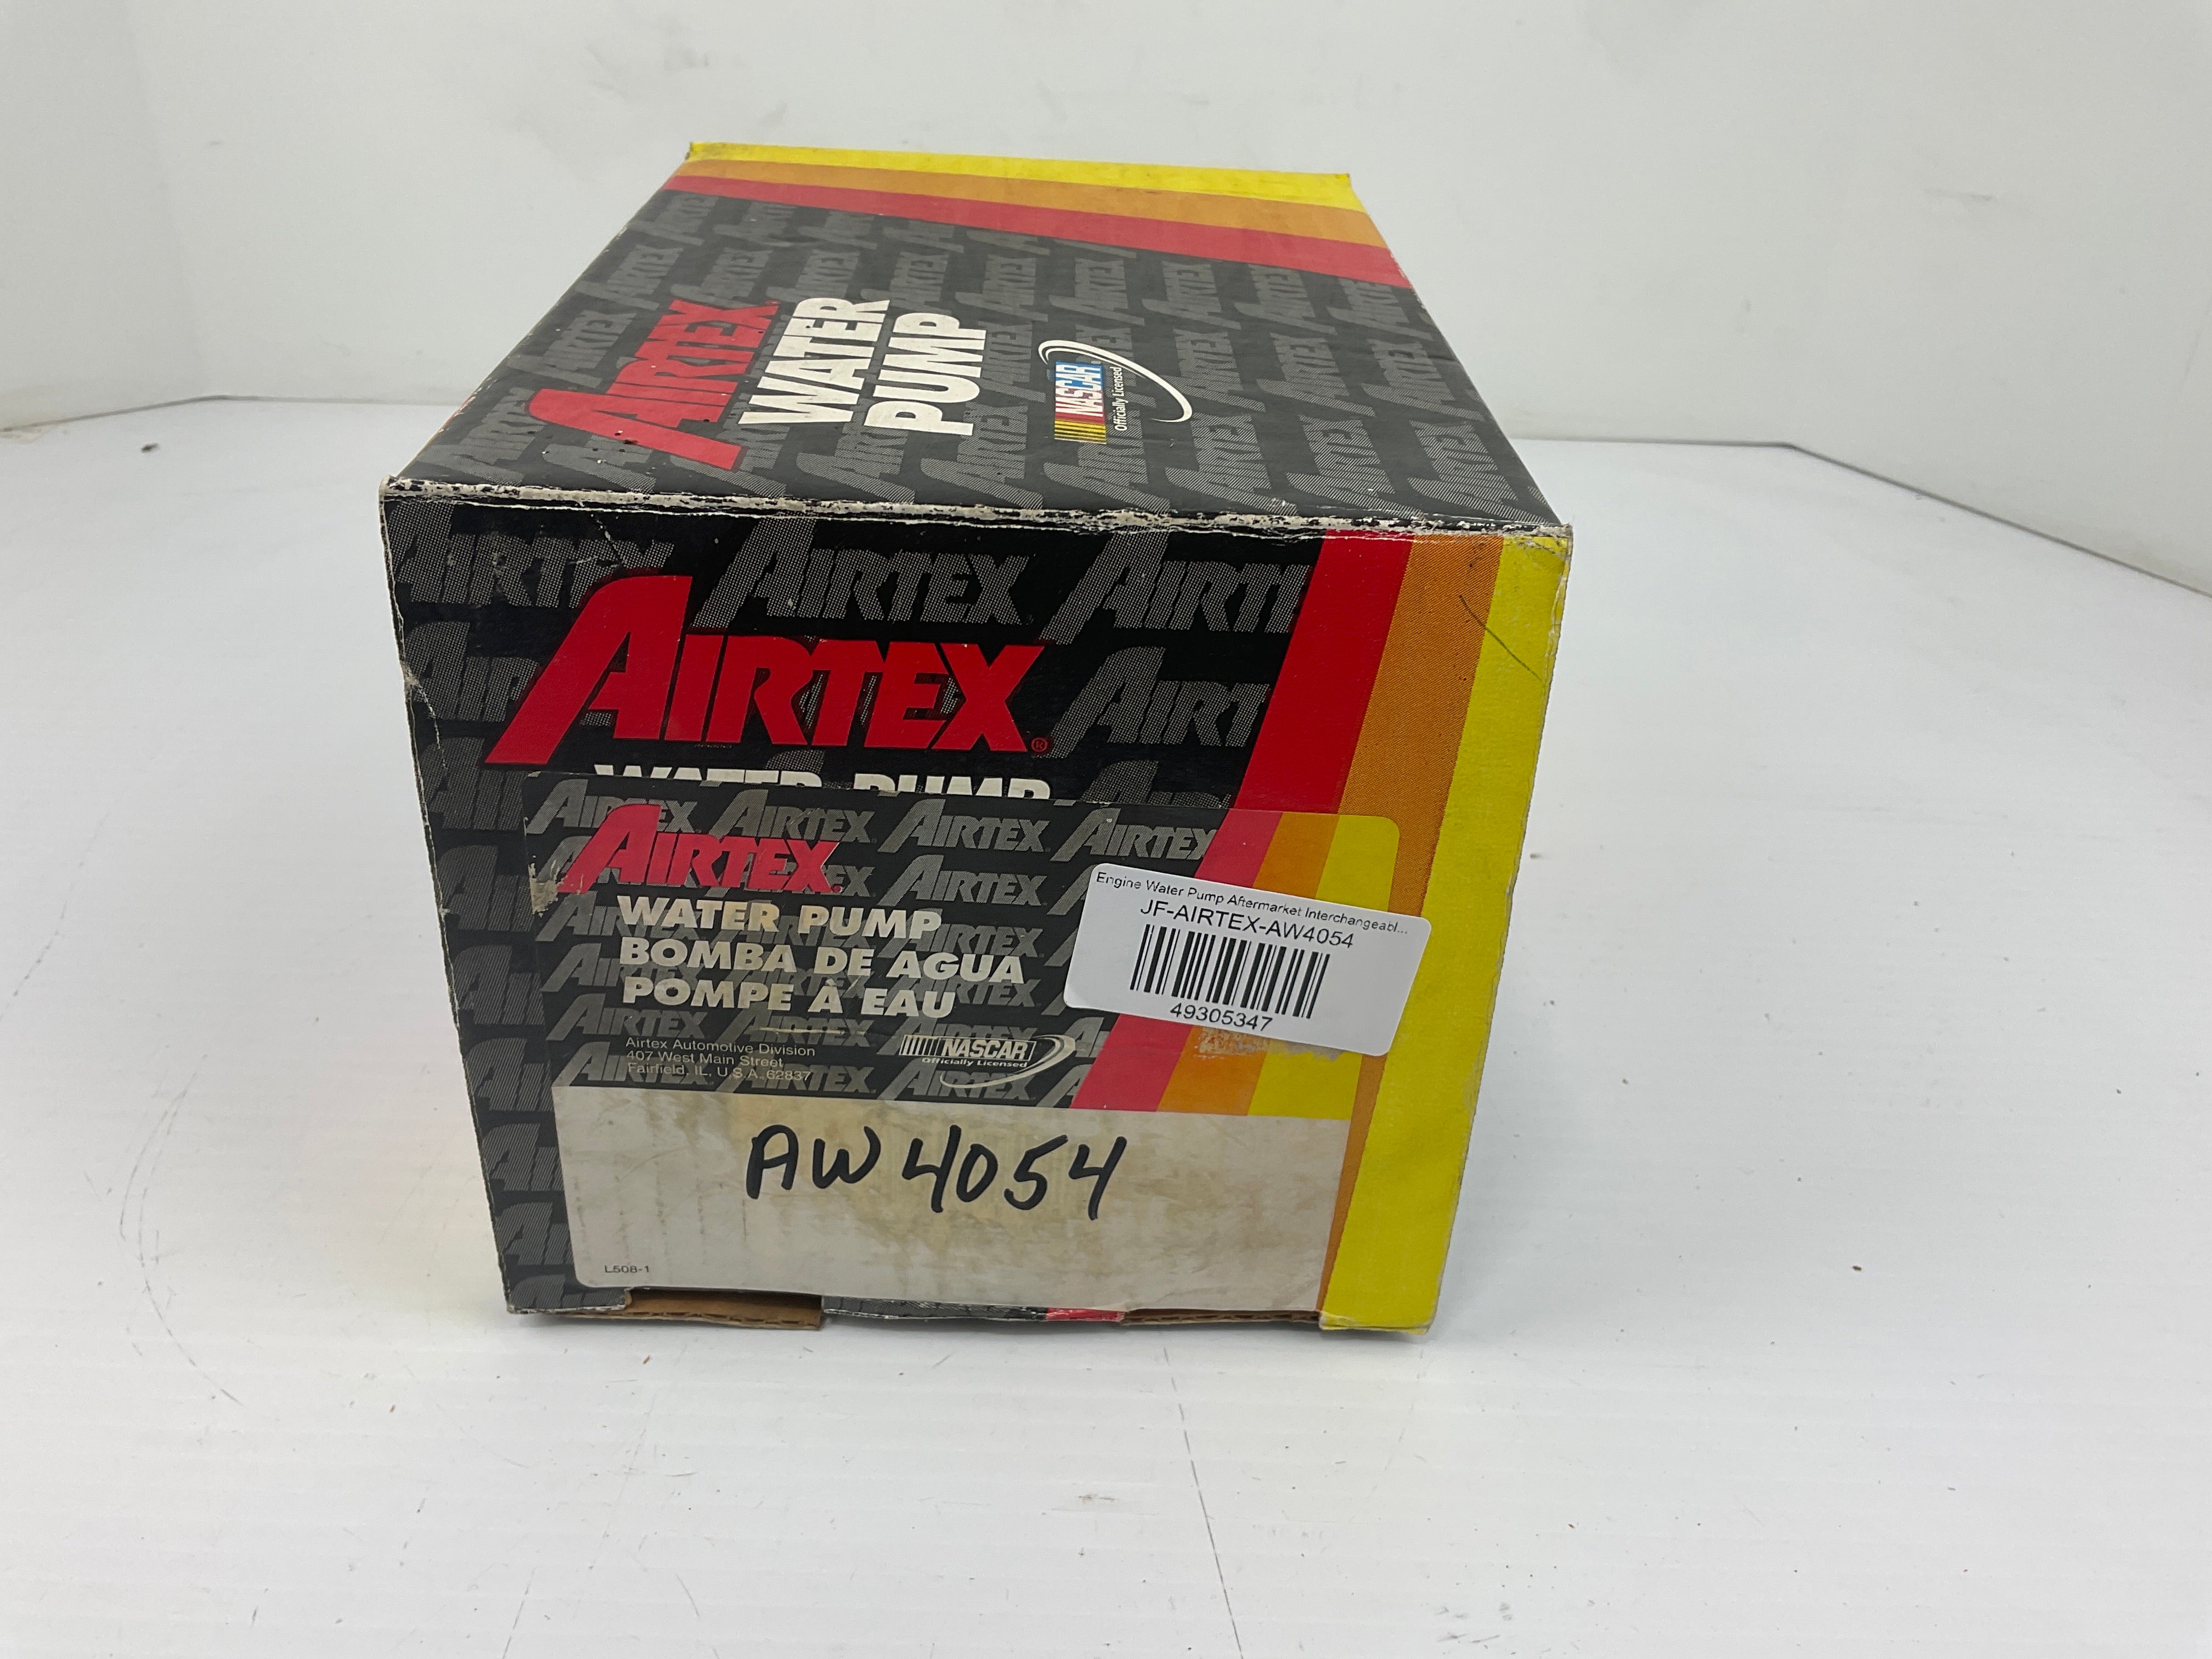 AIRTEX
WATER
PUMP
NASCAR
Officially Licensed
AIRTEX®
WATER PUMP
AIRTEX
WATER PUMP
BOMBA DE AGUA
POMPE À EAU
Airtex Automotive Division
407 West Main Street
Fairfield, IL, U.S.A. 62837
NASCAR
Officially Licensed
Engine Water Pump Aftermarket Interchangeabl...
JF-AIRTEX-AW4054
49305347
AW4054
L508-1